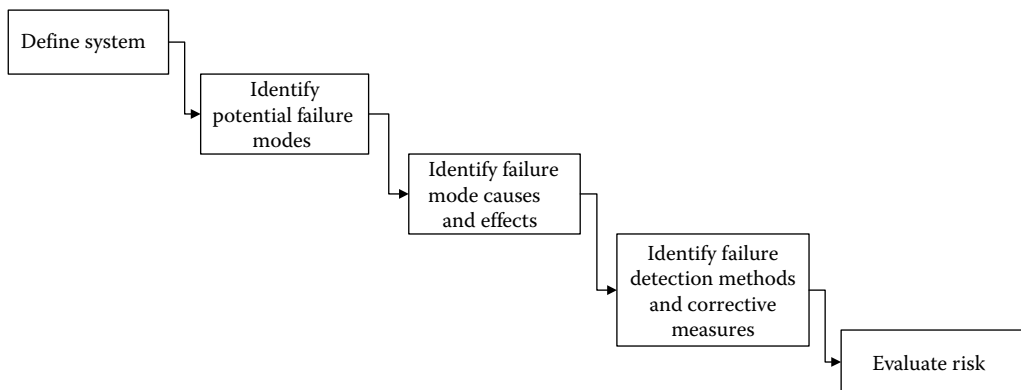 Define system
Identify
potential failure
modes
Identify failure
mode causes
and effects
Identify failure
detection methods
and corrective
measures
Evaluate risk